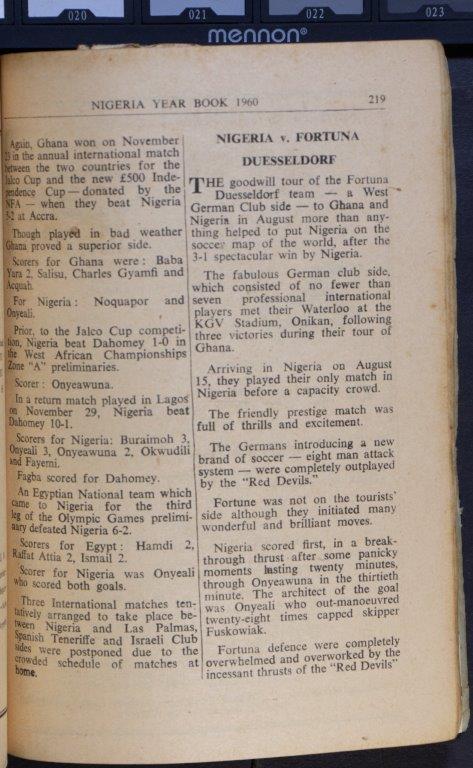 020
021
022
023
mennon®
NIGERIA YEAR BOOK 1960
219
Again, Ghana won on November
in the annual international match
between the two countries for the
Jalco Cup and the new £500 Inde-
pendence Cup — donated by the
NFA — when they beat Nigeria
5-2 at Accra.
Though played in bad weather
Ghana proved a superior side.
Scorers for Ghana were : Baba
Yara 2, Salisu, Charles Gyamfi and
Acquah.
For Nigeria : Noquapor and
Onyeali.
Prior, to the Jalco Cup competi-
tion, Nigeria beat Dahomey 1-0 in
the West African Championships
Zone "A" preliminaries.
Scorer : Onyeawuna.
In a return match played in Lagos
on November 29, Nigeria beat
Dahomey 10-1.
Scorers for Nigeria: Buraimoh 3,
Onyeali 3, Onyeawuna 2, Okwudili
and Fayemi.
Fagba scored for Dahomey.
An Egyptian National team which
came to Nigeria for the third
leg of the Olympic Games prelimi-
nary defeated Nigeria 6-2.
Scorers for Egypt : Hamdi 2,
Raffat Attia 2, Ismail 2.
Scorer for Nigeria was Onyeali
who scored both goals.
Three International matches ten-
tatively arranged to take place be-
tween Nigeria and Las Palmas,
Spanish Teneriffe and Israeli Club
sides were postponed due to the
crowded schedule of matches at
home.
NIGERIA v. FORTUNA
DUESSELDORF
THE goodwill tour of the Fortuna
Duesseldorf team — a West
German Club side — to Ghana and
Nigeria in August more than any-
thing helped to put Nigeria on the
soccer map of the world, after the
3-1 spectacular win by Nigeria.
The fabulous German club side,
which consisted of no fewer than
seven professional international
players met their Waterloo at the
KGV Stadium, Onikan, following
three victories during their tour of
Ghana.
Arriving in Nigeria on August
15, they played their only match in
Nigeria before a capacity crowd.
The friendly prestige match was
full of thrills and excitement.
The Germans introducing a new
brand of soccer — eight man attack
system — were completely outplayed
by the "Red Devils."
Fortune was not on the tourists'
side although they initiated many
wonderful and brilliant moves.
Nigeria scored first, in a break-
through thrust after some panicky
moments lasting twenty minutes,
through Onyeawuna in the thirtieth
minute. The architect of the goal
was Onyeali who out-manoeuvred
twenty-eight times capped skipper
Fuskowiak.
Fortuna defence were completely
overwhelmed and overworked by the
incessant thrusts of the "Red Devils"